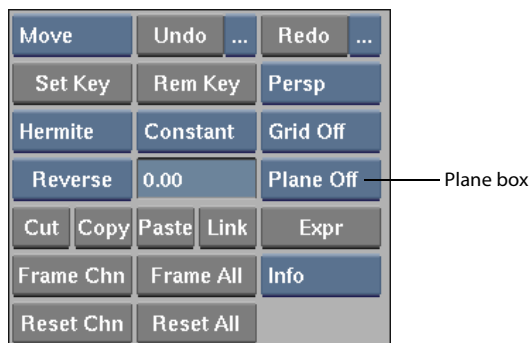 Move Undo ... Redo ...
Set Key Rem Key Persp
Hermite Constant Grid Off
Reverse 0.00 Plane Off Plane box
Cut Copy Paste Link Expr
Frame Chn Frame All Info
Reset Chn Reset All